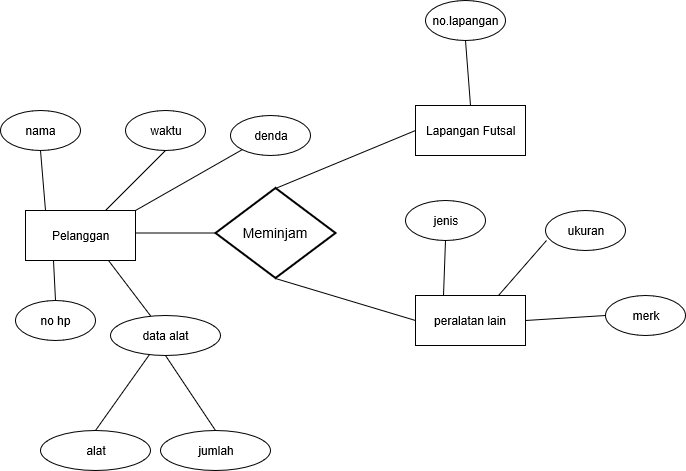 no.lapangan
nama
waktu
denda
Lapangan Futsal
Pelanggan
Meminjam
jenis
ukuran
no hp
data alat
peralatan lain
merk
alat
jumlah